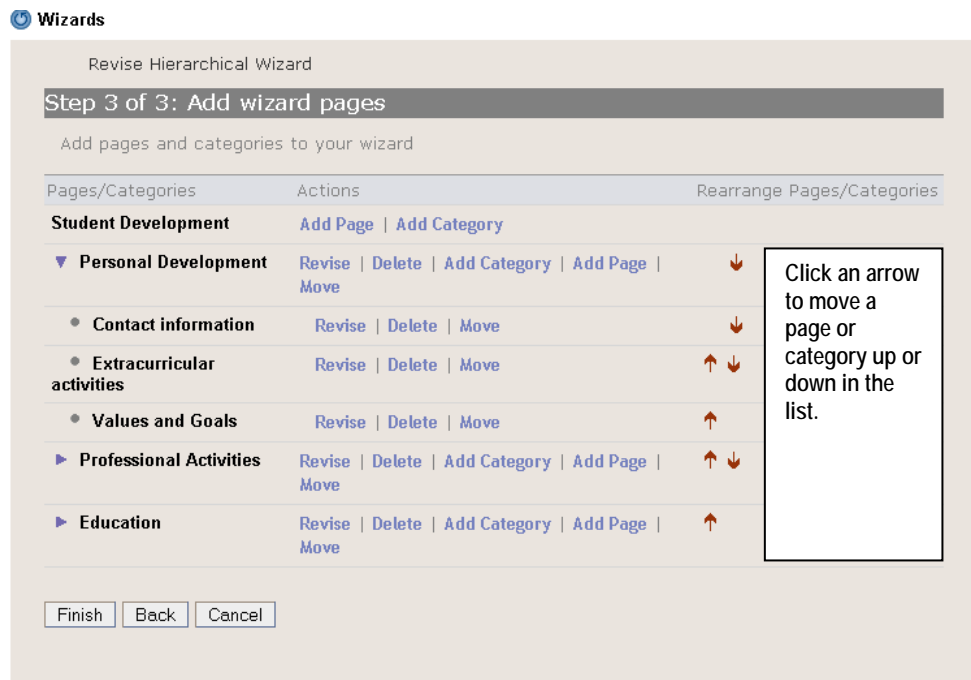 Wizards
Revise Hierarchical Wizard
Step 3 of 3: Add wizard pages
Add pages and categories to your wizard
Pages/Categories Actions Rearrange Pages/Categories
Student Development Add Page | Add Category
Personal Development Revise | Delete | Add Category | Add Page |
Move
Contact information Revise | Delete | Move
Extracurricular Revise | Delete | Move
activities
Values and Goals Revise | Delete | Move
Professional Activities Revise | Delete | Add Category | Add Page |
Move
Education Revise | Delete | Add Category | Add Page |
Move
Click an arrow
to move a
page or
category up or
down in the
list.
Finish Back Cancel